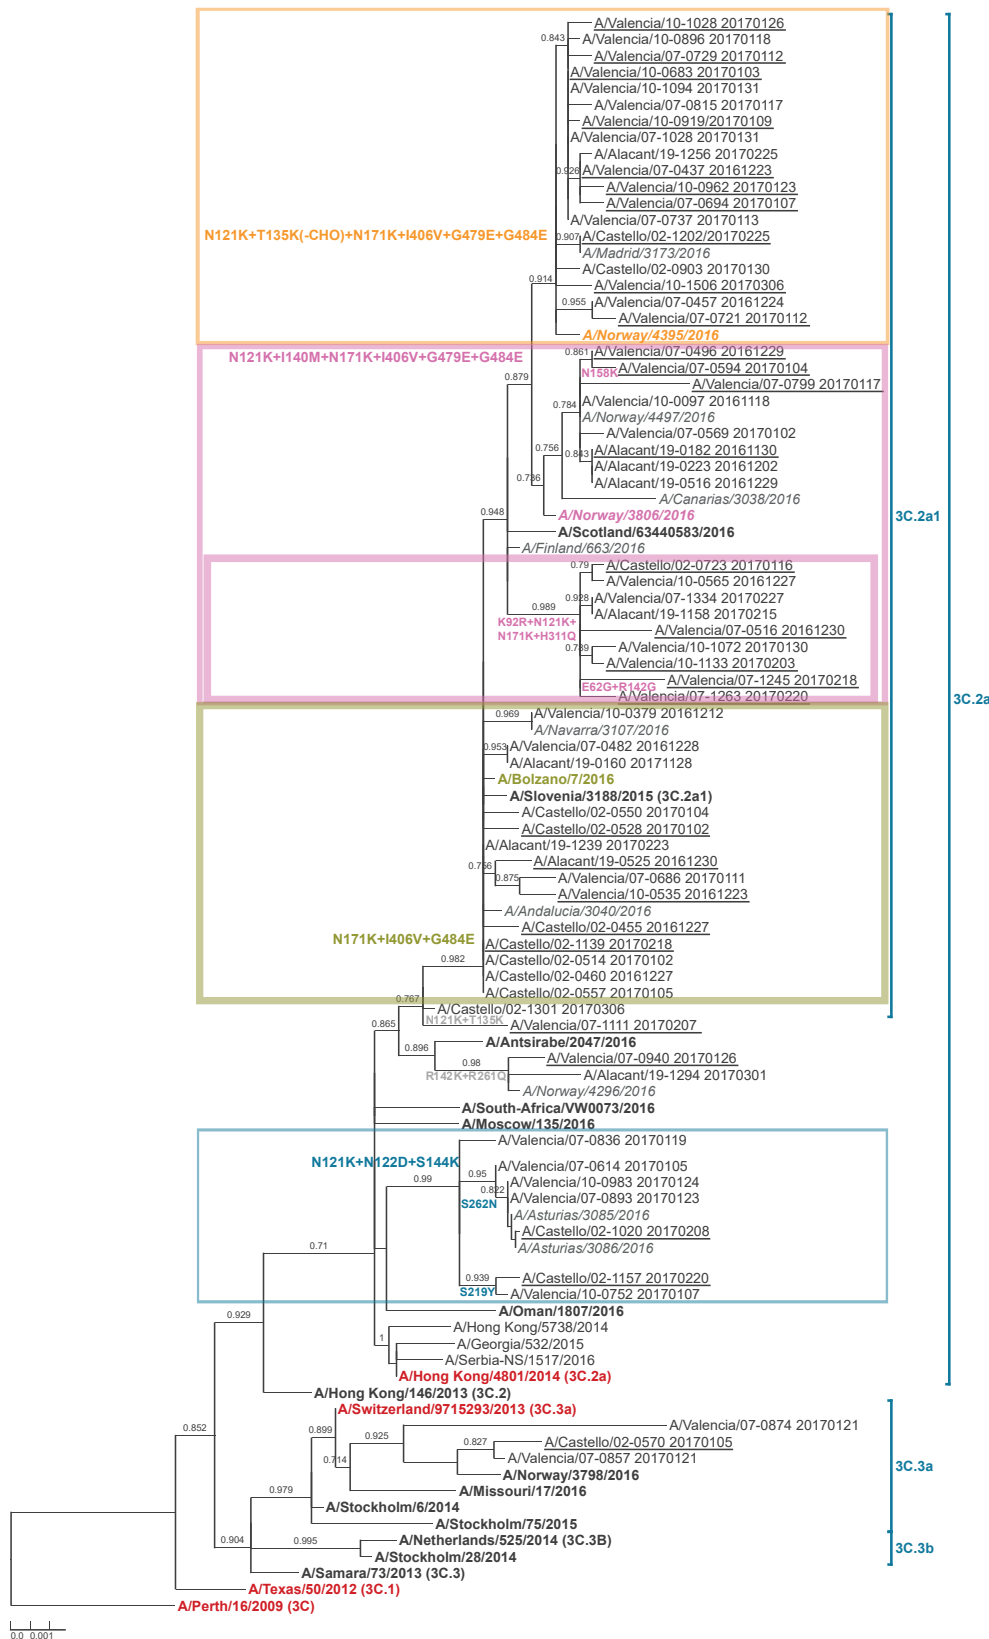 A/Valencia/10-1028 20170126
0.843
A/Valencia/10-0896 20170118
A/Valencia/07-0729 20170112
A/Valencia/10-0683 20170103
A/Valencia/10-1094 20170131
A/Valencia/07-0815 20170117
A/Valencia/10-0919/20170109
A/Valencia/07-1028 20170131
A/Alacant/19-1256 20170225
0.926
A/Valencia/07-0437 20161223
A/Valencia/10-0962 20170123
A/Valencia/07-0694 20170107
A/Valencia/07-0737 20170113
N121K+T135K(-CHO)+N171K+I406V+G479E+G484E
0.907
A/Castello/02-1202/20170225
A/Madrid/3173/2016
A/Castello/02-0903 20170130
0.914
A/Valencia/10-1506 20170306
0.955
A/Valencia/07-0457 20161224
A/Valencia/07-0721 20170112
A/Norway/4395/2016
N121K+I140M+N171K+I406V+G479E+G484E
0.861
A/Valencia/07-0496 20161229
N158K
A/Valencia/07-0594 20170104
0.879
A/Valencia/07-0799 20170117
0.784
A/Valencia/10-0097 20161118
A/Norway/4497/2016
A/Valencia/07-0569 20170102
0.756
0.843
A/Alacant/19-0182 20161130
A/Alacant/19-0223 20161202
0.736
A/Alacant/19-0516 20161229
A/Canarias/3038/2016
0.948
A/Norway/3806/2016
3C.2a1
A/Scotland/63440583/2016
A/Finland/663/2016
0.79
A/Castello/02-0723 20170116
A/Valencia/10-0565 20161227
0.989
0.928
A/Valencia/07-1334 20170227
A/Alacant/19-1158 20170215
K92R+N121K+
N171K+H311Q
A/Valencia/07-0516 20161230
0.789
A/Valencia/10-1072 20170130
A/Valencia/10-1133 20170203
A/Valencia/07-1245 20170218
E62G+R142G
A/Valencia/07-1263 20170220
3C.2a
0.969
A/Valencia/10-0379 20161212
A/Navarra/3107/2016
0.953
A/Valencia/07-0482 20161228
A/Alacant/19-0160 20171128
A/Bolzano/7/2016
A/Slovenia/3188/2015 (3C.2a1)
A/Castello/02-0550 20170104
A/Castello/02-0528 20170102
A/Alacant/19-1239 20170223
0.766
A/Alacant/19-0525 20161230
0.875
A/Valencia/07-0686 20170111
A/Valencia/10-0535 20161223
A/Andalucia/3040/2016
A/Castello/02-0455 20161227
N171K+I406V+G484E
A/Castello/02-1139 20170218
0.982
A/Castello/02-0514 20170102
A/Castello/02-0460 20161227
A/Castello/02-0557 20170105
0.767
A/Castello/02-1301 20170306
N121K+T135K
A/Valencia/07-1111 20170207
0.865
A/Antsirabe/2047/2016
0.896
0.98
A/Valencia/07-0940 20170126
R142K+R261Q
A/Alacant/19-1294 20170301
A/Norway/4296/2016
A/South-Africa/VW0073/2016
A/Moscow/135/2016
A/Valencia/07-0836 20170119
N121K+N122D+S144K
A/Valencia/07-0614 20170105
0.99
0.95
A/Valencia/10-0983 20170124
0.822
A/Valencia/07-0893 20170123
S262N
A/Asturias/3085/2016
A/Castello/02-1020 20170208
0.71
A/Asturias/3086/2016
0.939
A/Castello/02-1157 20170220
S219Y
A/Valencia/10-0752 20170107
A/Oman/1807/2016
0.929
A/Hong Kong/5738/2014
1
A/Georgia/532/2015
A/Serbia-NS/1517/2016
A/Hong Kong/4801/2014 (3C.2a)
A/Hong Kong/146/2013 (3C.2)
A/Switzerland/9715293/2013 (3C.3a)
0.852
0.899
0.925
A/Valencia/07-0874 20170121
0.827
A/Castello/02-0570 20170105
0.714
A/Valencia/07-0857 20170121
3C.3a
A/Norway/3798/2016
0.979
A/Missouri/17/2016
A/Stockholm/6/2014
A/Stockholm/75/2015
0.904
0.995
A/Netherlands/525/2014 (3C.3B)
3C.3b
A/Stockholm/28/2014
A/Samara/73/2013 (3C.3)
A/Texas/50/2012 (3C.1)
A/Perth/16/2009 (3C)
0.0 0.001